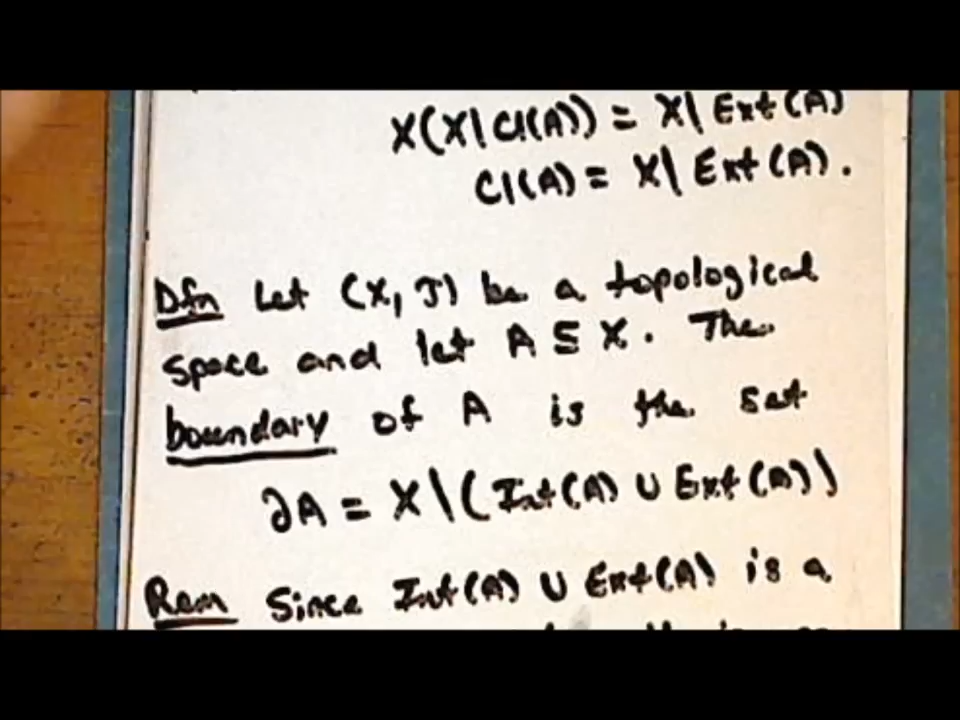 X(X\Cl(A)) = X\ Ext(A)
Cl(A) = X\ Ext(A).
Dfn Let (X, J) be a topological
space and let A ⊆ X. The
boundary of A is the set
∂A = X\(Int(A) ∪ Ext(A))
Rem Since Int(A) ∪ Ext(A) is a